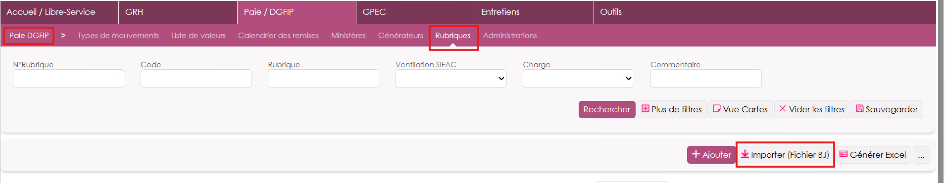 Accueil / Libre-Service GRH Paie / DGFIP GPEC Entretiens Outils
Paie DGFIP > Types de mouvements Liste de valeurs Calendrier des remises Ministères Générateurs Rubriques Administrations
N°Rubrique Code Rubrique Ventilation SIFAC Charge Commentaire
Rechercher Plus de filtres Vue Cartes Vider les filtres Sauvegarder
Ajouter Importer (Fichier BJ) Générer Excel ...